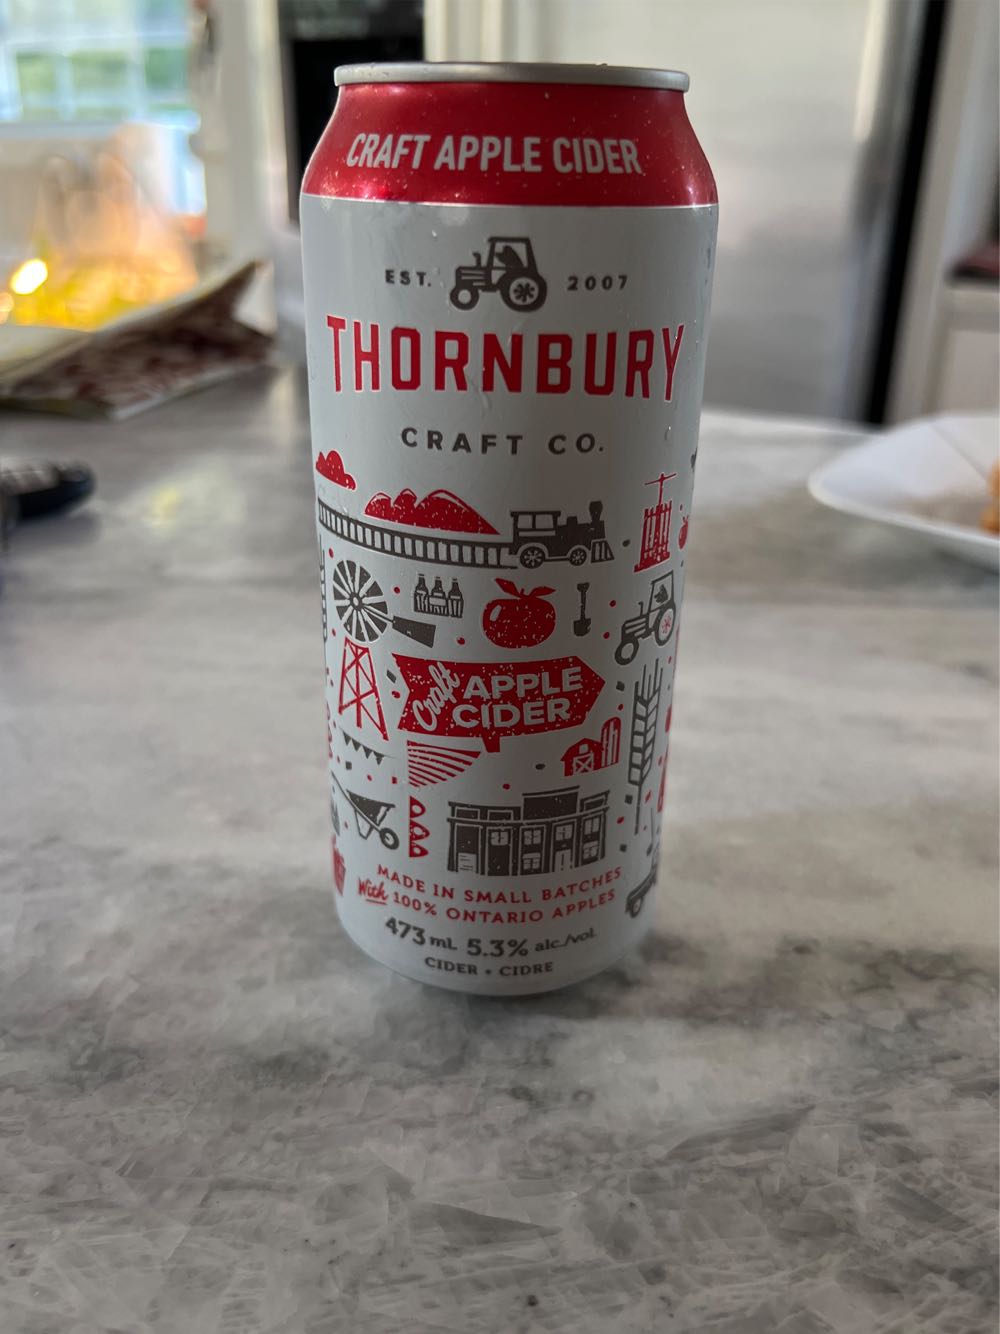 CRAFT APPLE CIDER
EST. 2007
THORNBURY
CRAFT CO.
Craft APPLE
CIDER
MADE IN SMALL BATCHES
With 100% ONTARIO APPLES
473 mL 5.3% alc./vol.
CIDER • CIDRE